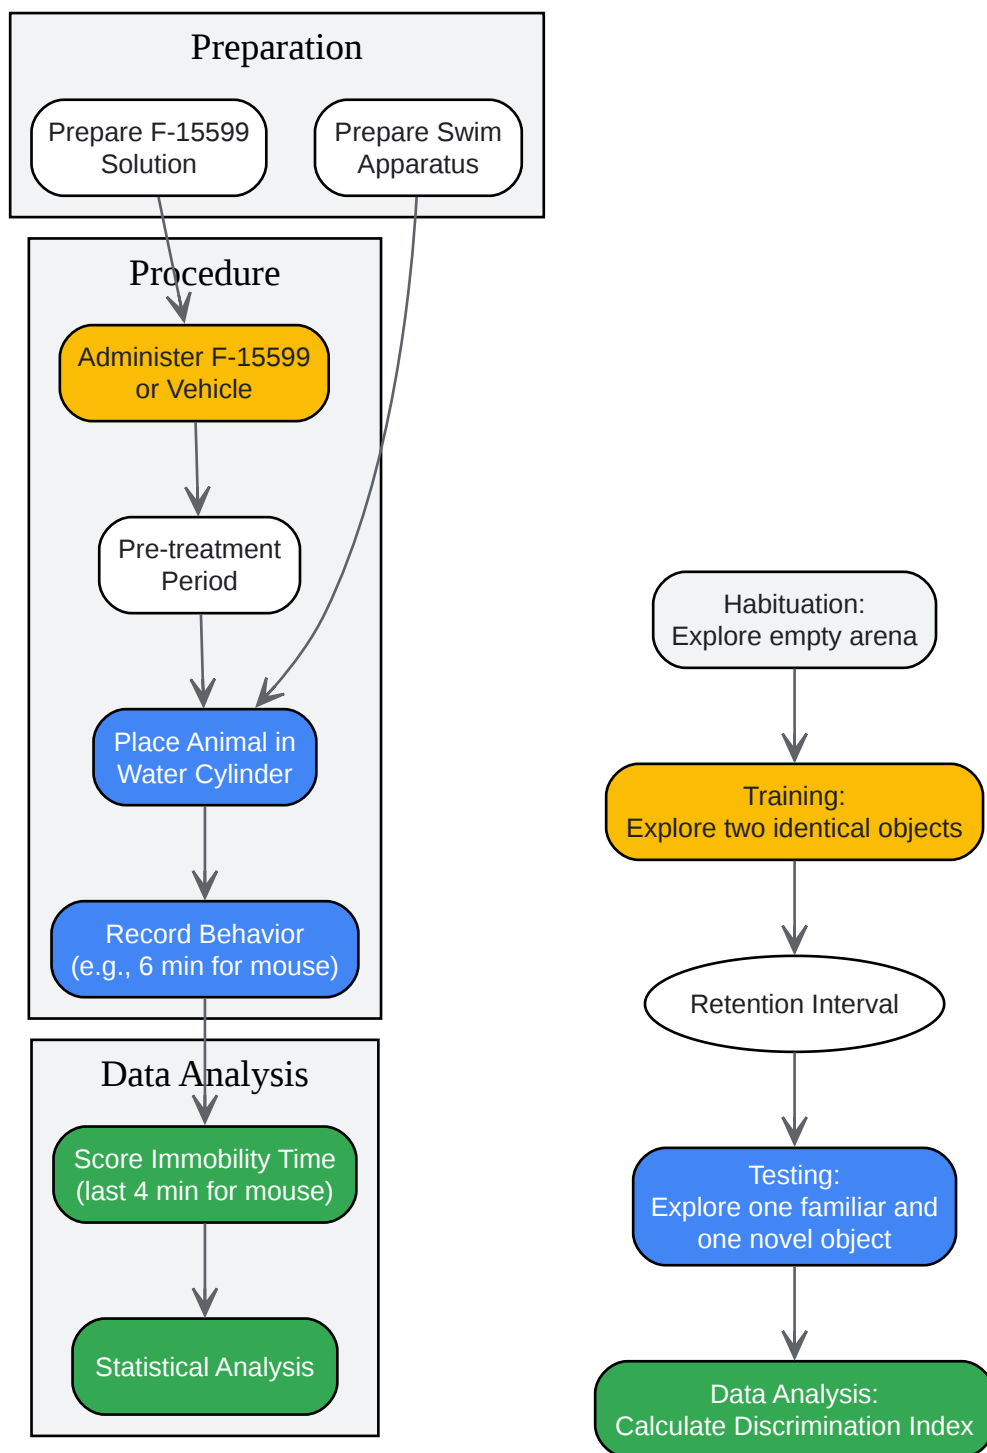 Preparation
Prepare F-15599
Solution
Prepare Swim
Apparatus
Procedure
Administer F-15599
or Vehicle
Pre-treatment
Period
Place Animal in
Water Cylinder
Record Behavior
(e.g., 6 min for mouse)
Data Analysis
Score Immobility Time
(last 4 min for mouse)
Statistical Analysis
Habituation:
Explore empty arena
Training:
Explore two identical objects
Retention Interval
Testing:
Explore one familiar and
one novel object
Data Analysis:
Calculate Discrimination Index